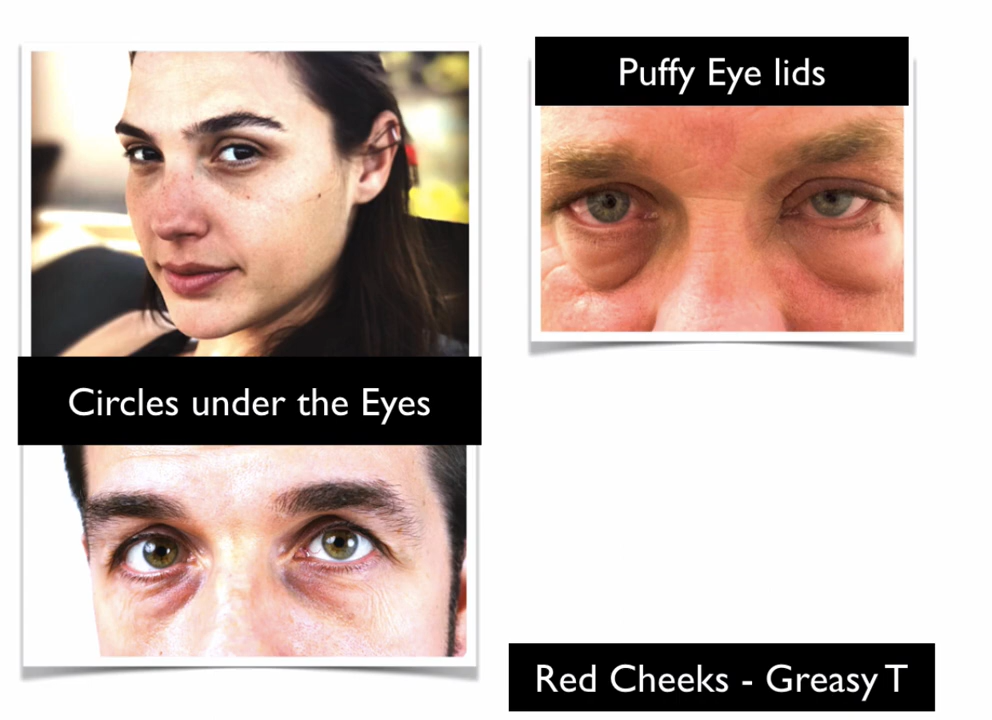 Puffy Eye lids
Circles under the Eyes
Red Cheeks - Greasy T